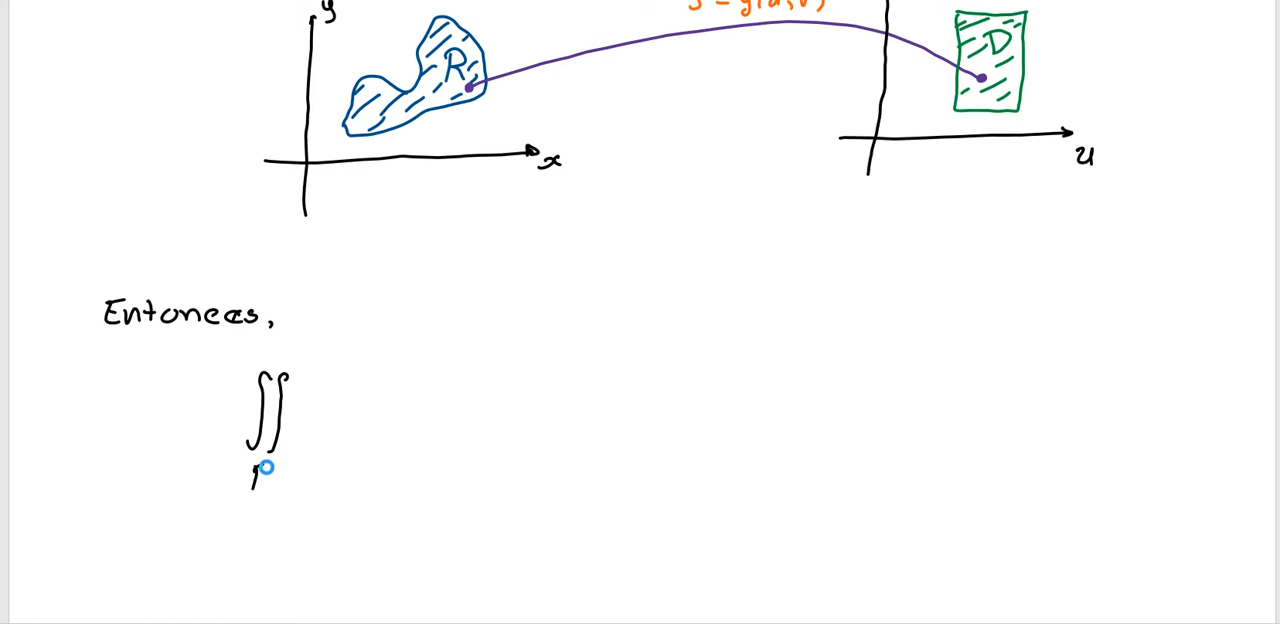 y
y = y(u,v)
R
D
x
u
Entonces,
∬